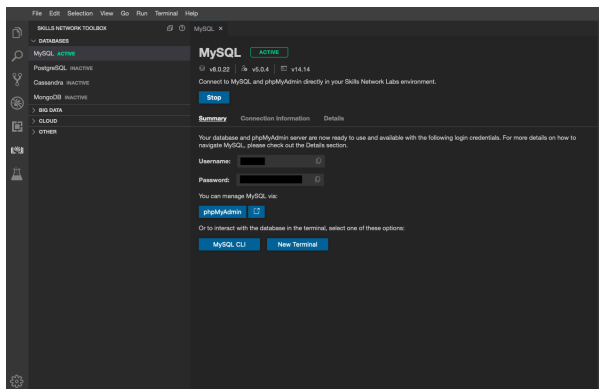 File Edit Selection View Go Run Terminal Help
SKILLS NETWORK TOOLBOX
MySQL ×
DATABASES
MySQL ACTIVE
PostgreSQL INACTIVE
Cassandra INACTIVE
MongoDB INACTIVE
BIG DATA
CLOUD
OTHER
MySQL ACTIVE
v8.0.22 v5.0.4 v14.14
Connect to MySQL and phpMyAdmin directly in your Skills Network Labs environment.
Stop
Summary Connection Information Details
Your database and phpMyAdmin server are now ready to use and available with the following login credentials. For more details on how to
navigate MySQL, please check out the Details section.
Username:
Password:
You can manage MySQL via:
phpMyAdmin
Or to interact with the database in the terminal, select one of these options:
MySQL CLI New Terminal